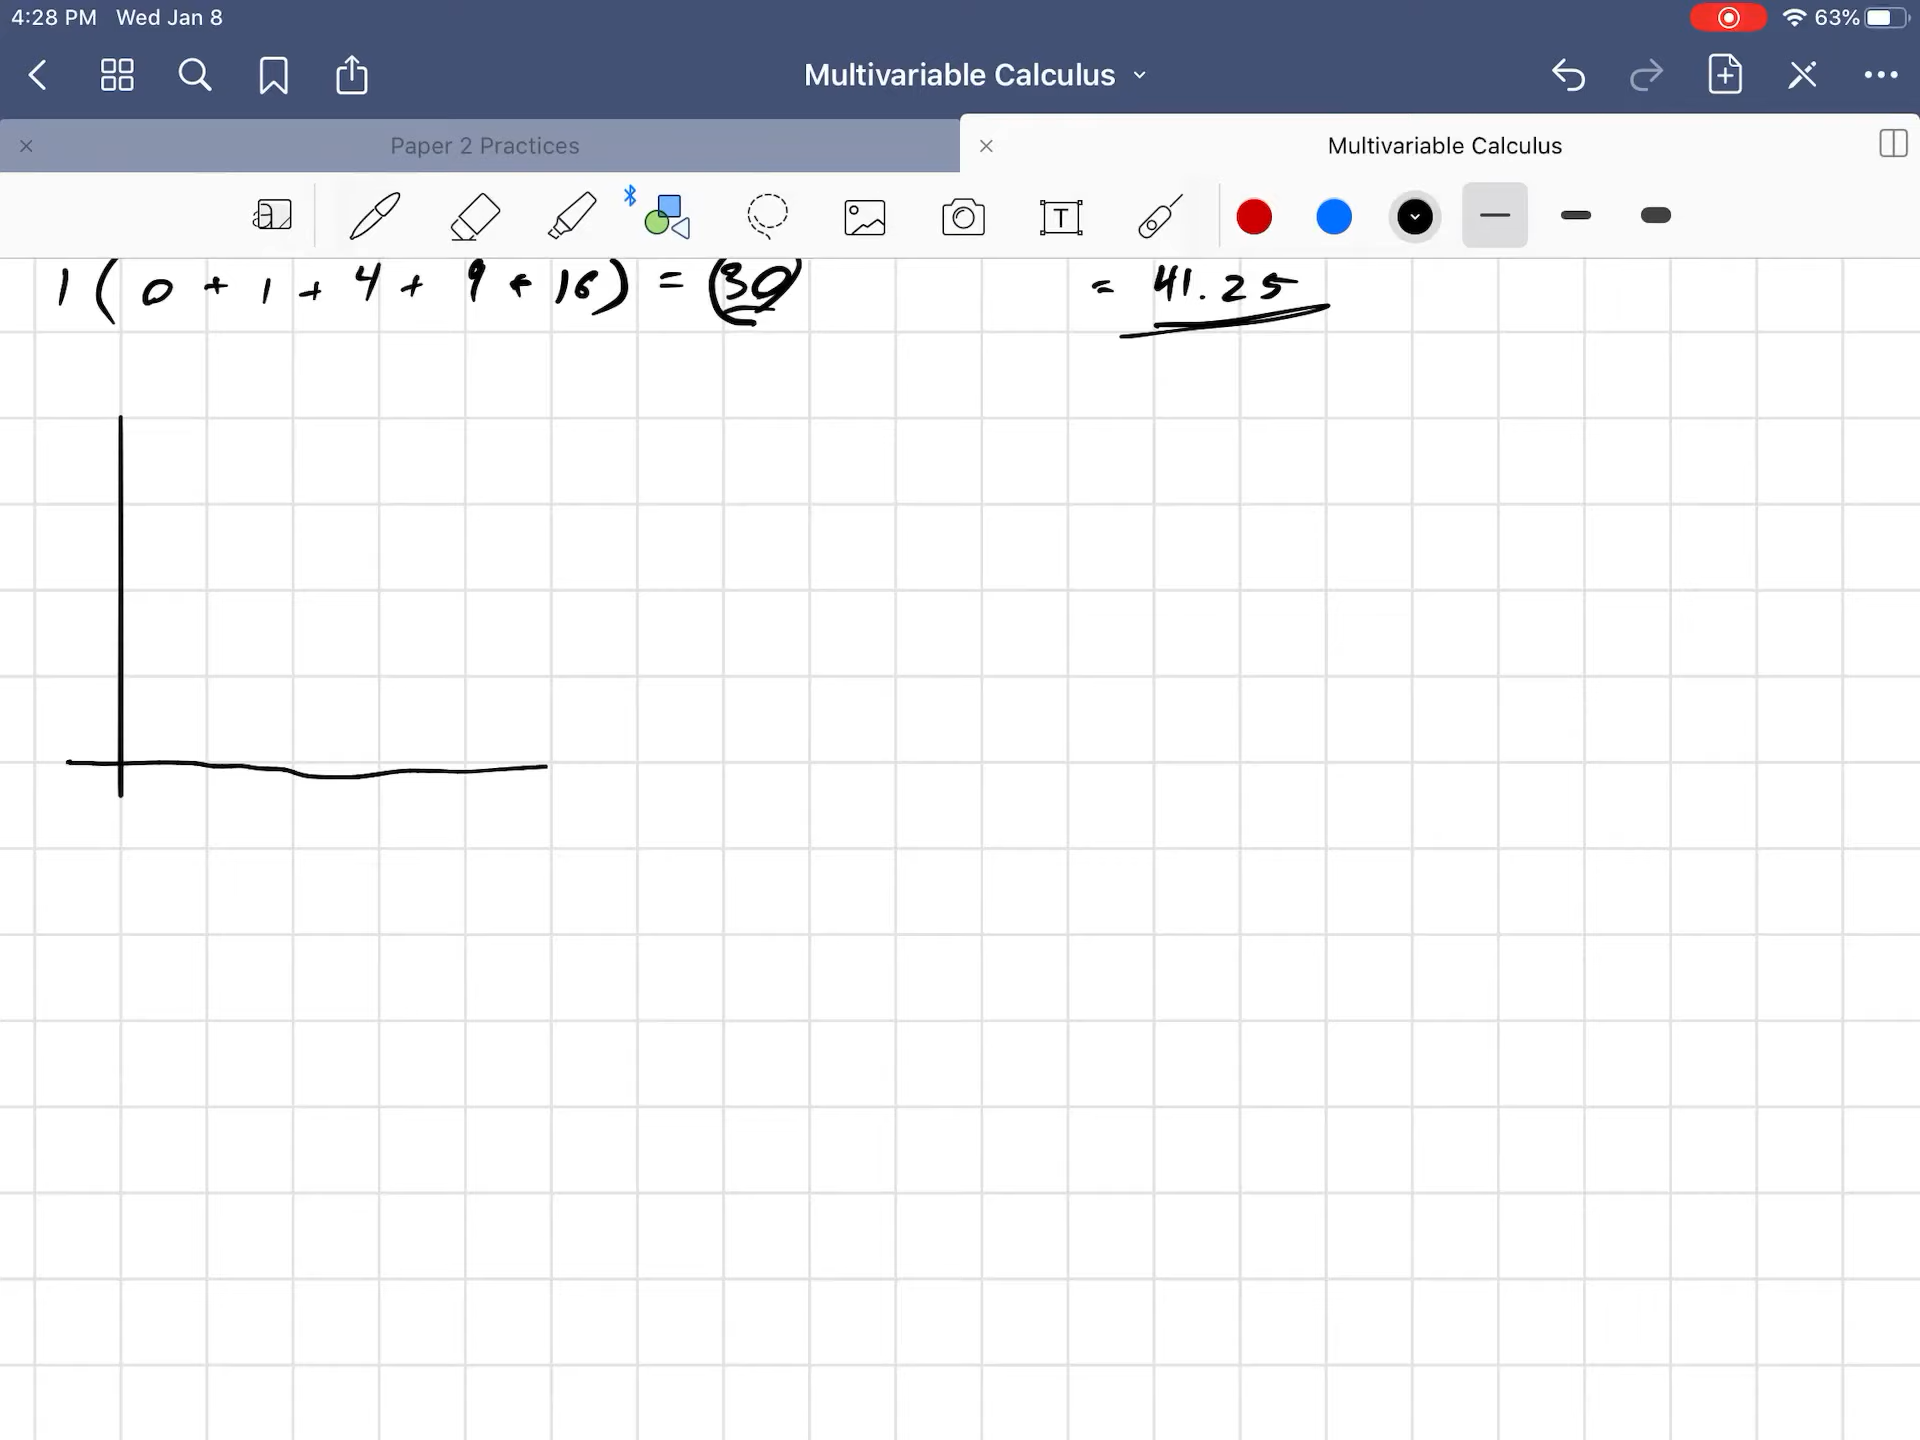 4:28 PM Wed Jan 8 63%
Multivariable Calculus
Paper 2 Practices Multivariable Calculus
T
1 ( 0 + 1 + 4 + 9 + 16 ) = (30) = 41.25